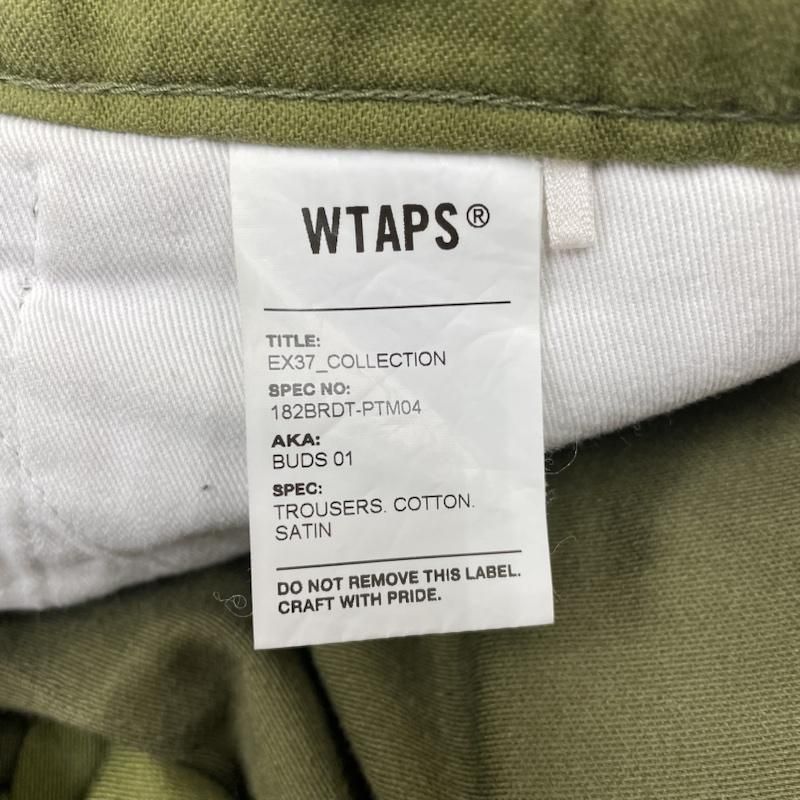 WTAPS®
TITLE:
EX37_COLLECTION
SPEC NO:
182BRDT-PTM04
AKA:
BUDS 01
SPEC:
TROUSERS. COTTON.
SATIN
DO NOT REMOVE THIS LABEL.
CRAFT WITH PRIDE.